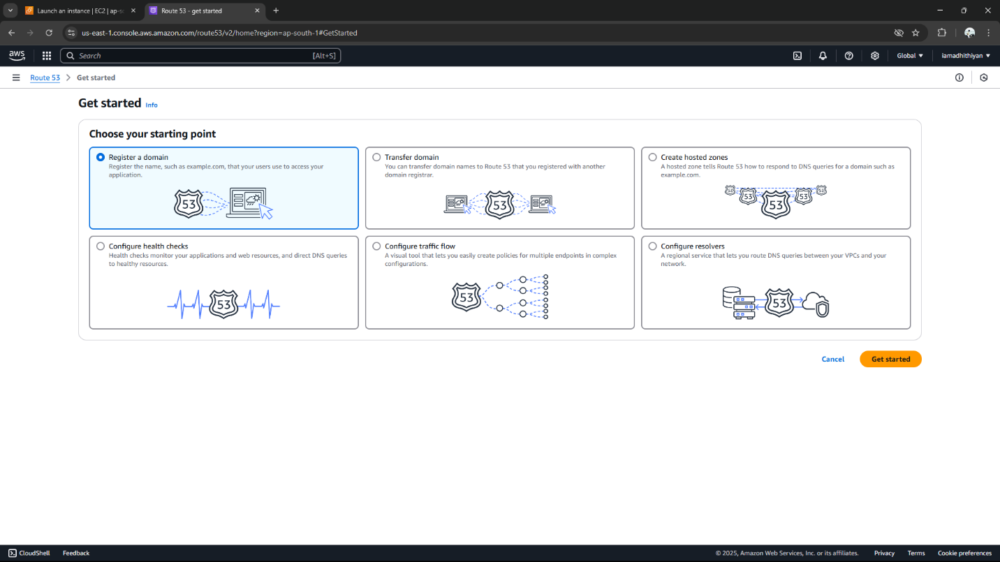 Launch an instance | EC2 | ap-so
Route 53 - get started
us-east-1.console.aws.amazon.com/route53/v2/home?region=ap-south-1#GetStarted
aws
Search
[Alt+S]
Global
iamadhithiyan
Route 53
Get started
Get started
Info
Choose your starting point
Register a domain
Register the name, such as example.com, that your users use to access your
application.
53
Transfer domain
You can transfer domain names to Route 53 that you registered with another
domain registrar.
53
Create hosted zones
A hosted zone tells Route 53 how to respond to DNS queries for a domain such as
example.com.
53
53
53
53
53
Configure health checks
Health checks monitor your applications and web resources, and direct DNS queries
to healthy resources.
53
Configure traffic flow
A visual tool that lets you easily create policies for multiple endpoints in complex
configurations.
53
Configure resolvers
A regional service that lets you route DNS queries between your VPCs and your
network.
53
Cancel
Get started
CloudShell
Feedback
© 2025, Amazon Web Services, Inc. or its affiliates.
Privacy
Terms
Cookie preferences